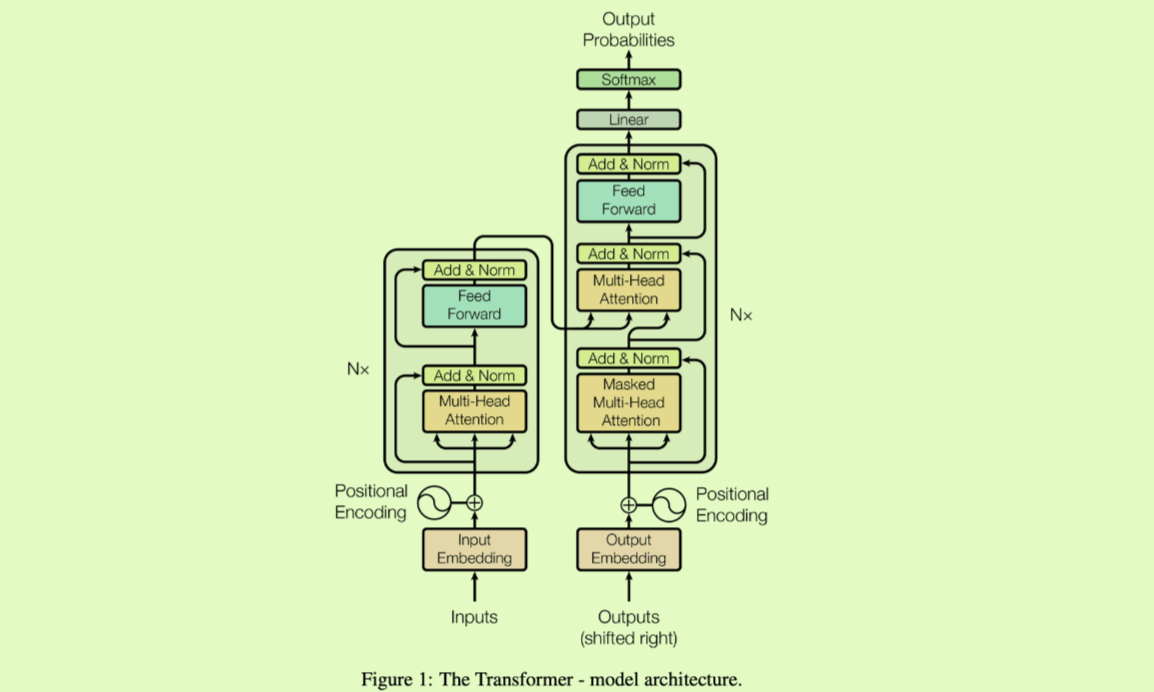 Output
Probabilities
Softmax
Linear
Add & Norm
Feed
Forward
Add & Norm
Multi-Head
Attention
Add & Norm
Masked
Multi-Head
Attention
N×
Add & Norm
Feed
Forward
Add & Norm
Multi-Head
Attention
N×
Positional
Encoding
Input
Embedding
Inputs
Positional
Encoding
Output
Embedding
Outputs
(shifted right)
Figure 1: The Transformer - model architecture.